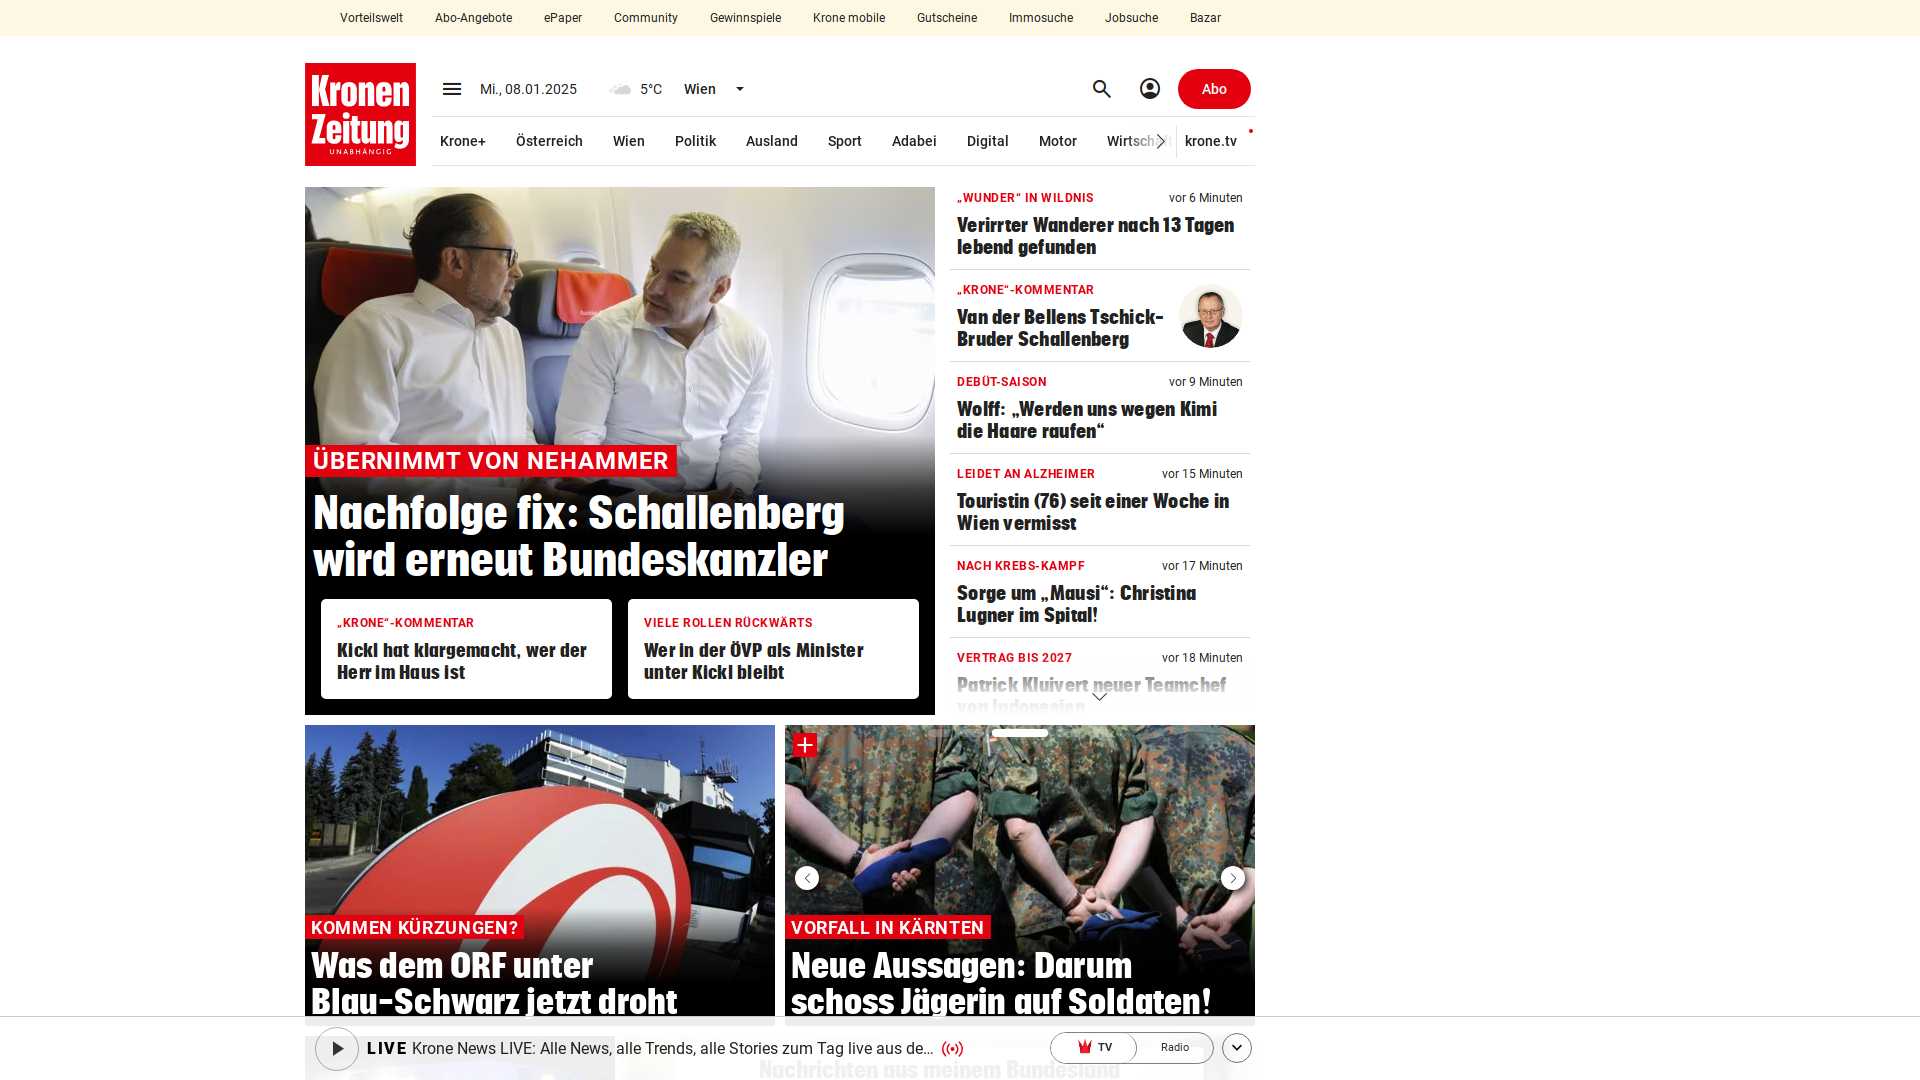 Vorteilswelt Abo-Angebote ePaper Community Gewinnspiele Krone mobile Gutscheine Immosuche Jobsuche Bazar
Kronen
Zeitung
UNABHÄNGIG
Mi., 08.01.2025 5°C Wien
Abo
Krone+ Österreich Wien Politik Ausland Sport Adabei Digital Motor Wirtschaft krone.tv
ÜBERNIMMT VON NEHAMMER
Nachfolge fix: Schallenberg
wird erneut Bundeskanzler
„KRONE“-KOMMENTAR
Kickl hat klargemacht, wer der
Herr im Haus ist
VIELE ROLLEN RÜCKWÄRTS
Wer in der ÖVP als Minister
unter Kickl bleibt
„WUNDER“ IN WILDNIS vor 6 Minuten
Verirrter Wanderer nach 13 Tagen
lebend gefunden
„KRONE“-KOMMENTAR
Van der Bellens Tschick-
Bruder Schallenberg
DEBÜT-SAISON vor 9 Minuten
Wolff: „Werden uns wegen Kimi
die Haare raufen“
LEIDET AN ALZHEIMER vor 15 Minuten
Touristin (76) seit einer Woche in
Wien vermisst
NACH KREBS-KAMPF vor 17 Minuten
Sorge um „Mausi“: Christina
Lugner im Spital!
VERTRAG BIS 2027 vor 18 Minuten
Patrick Kluivert neuer Teamchef
von Indonesien
KOMMEN KÜRZUNGEN?
Was dem ORF unter
Blau-Schwarz jetzt droht
VORFALL IN KÄRNTEN
Neue Aussagen: Darum
schoss Jägerin auf Soldaten!
LIVE Krone News LIVE: Alle News, alle Trends, alle Stories zum Tag live aus de...
TV Radio
Nachrichten aus meinem Bundesland